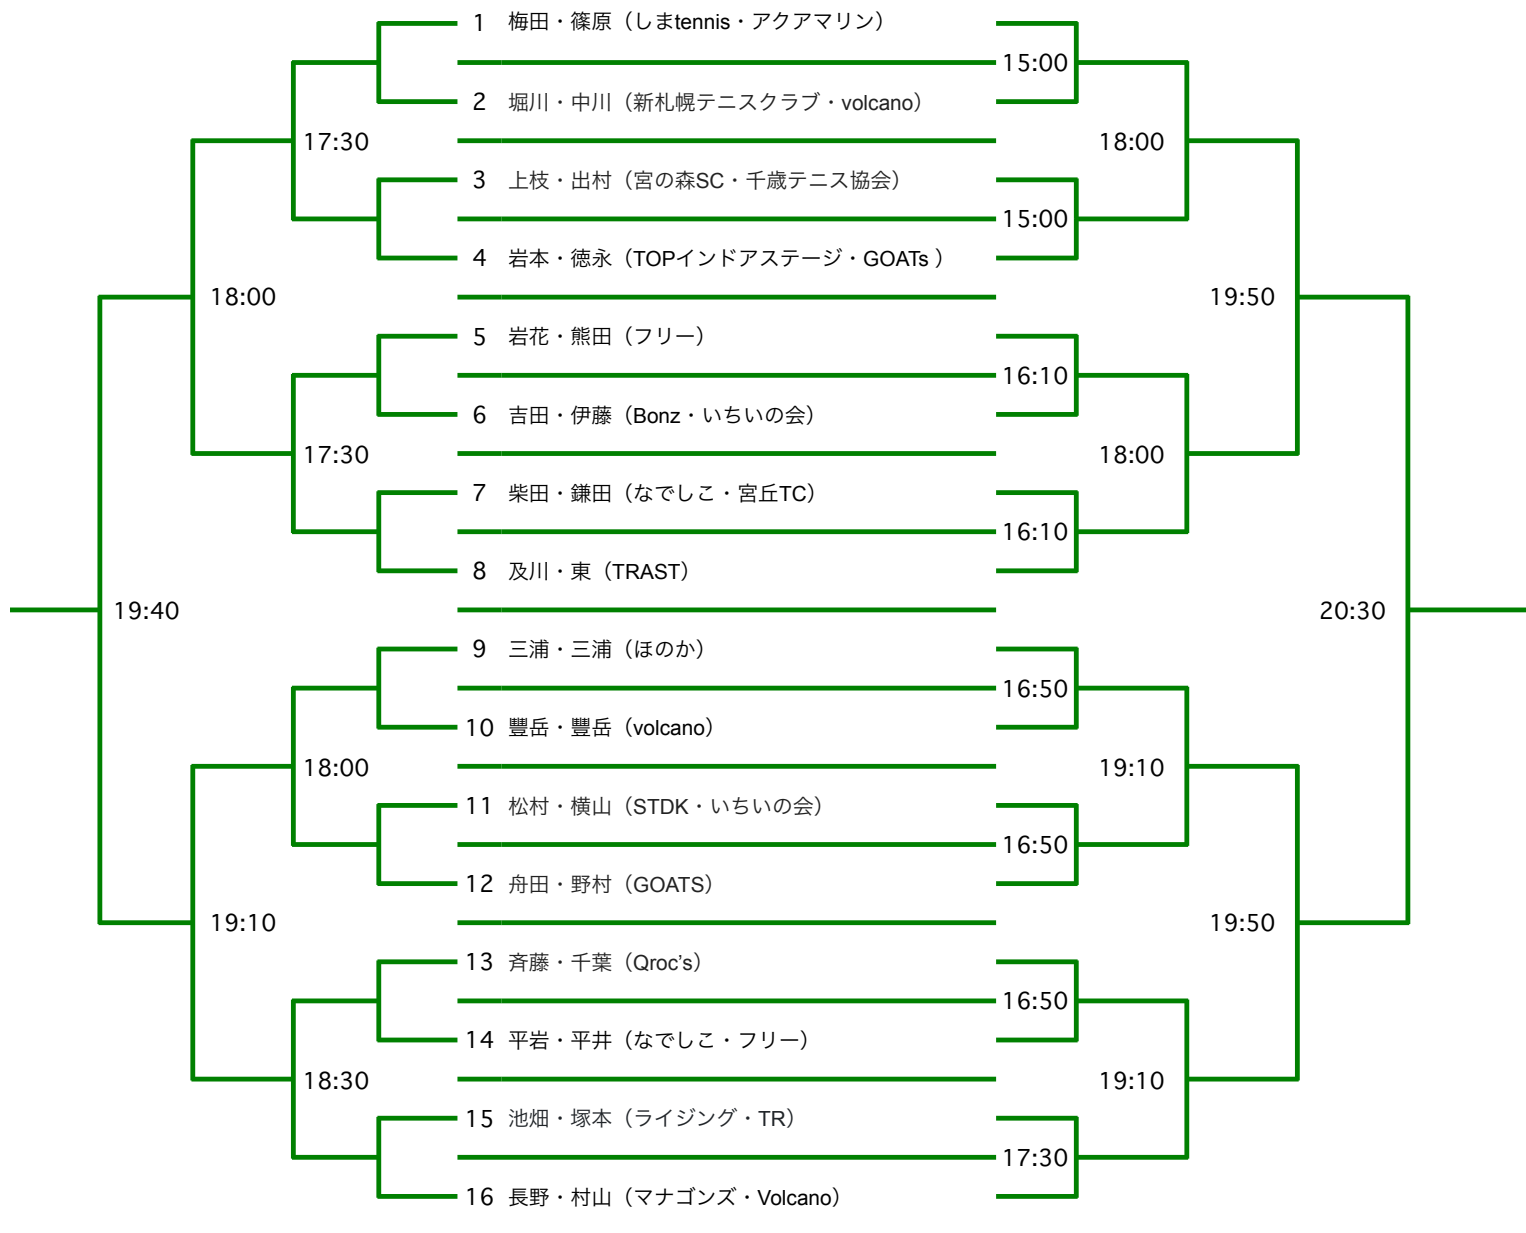 1 梅田・篠原（しまtennis・アクアマリン）
15:00
2 堀川・中川（新札幌テニスクラブ・volcano）
17:30 18:00
3 上枝・出村（宮の森SC・千歳テニス協会）
15:00
4 岩本・徳永（TOPインドアステージ・GOATs ）
18:00 19:50
5 岩花・熊田（フリー）
16:10
6 吉田・伊藤（Bonz・いちいの会）
17:30 18:00
7 柴田・鎌田（なでしこ・宮丘TC）
16:10
8 及川・東（TRAST）
19:40 20:30
9 三浦・三浦（ほのか）
16:50
10 豐岳・豐岳（volcano）
18:00 19:10
11 松村・横山（STDK・いちいの会）
16:50
12 舟田・野村（GOATS）
19:10 19:50
13 斉藤・千葉（Qroc’s）
16:50
14 平岩・平井（なでしこ・フリー）
18:30 19:10
15 池畑・塚本（ライジング・TR）
17:30
16 長野・村山（マナゴンズ・Volcano）